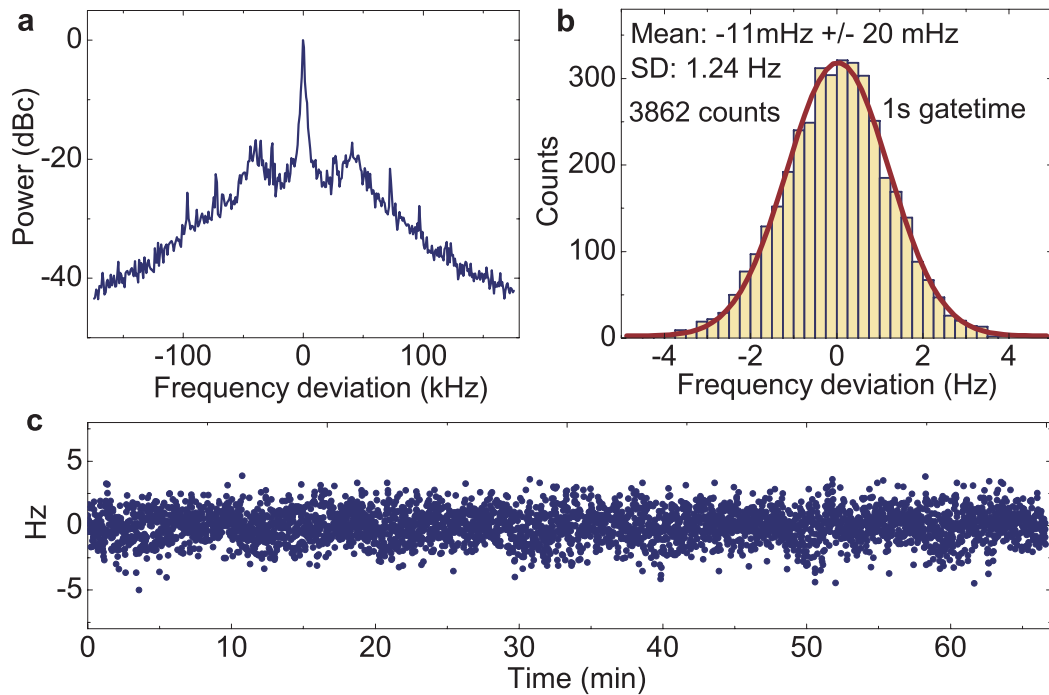 a
0
-20
-40
Power (dBc)
-100
0
100
Frequency deviation (kHz)
b
Mean: -11mHz +/- 20 mHz
SD: 1.24 Hz
3862 counts
1s gatetime
300
200
100
0
Counts
-4
-2
0
2
4
Frequency deviation (Hz)
c
5
0
-5
Hz
0
10
20
30
40
50
60
Time (min)